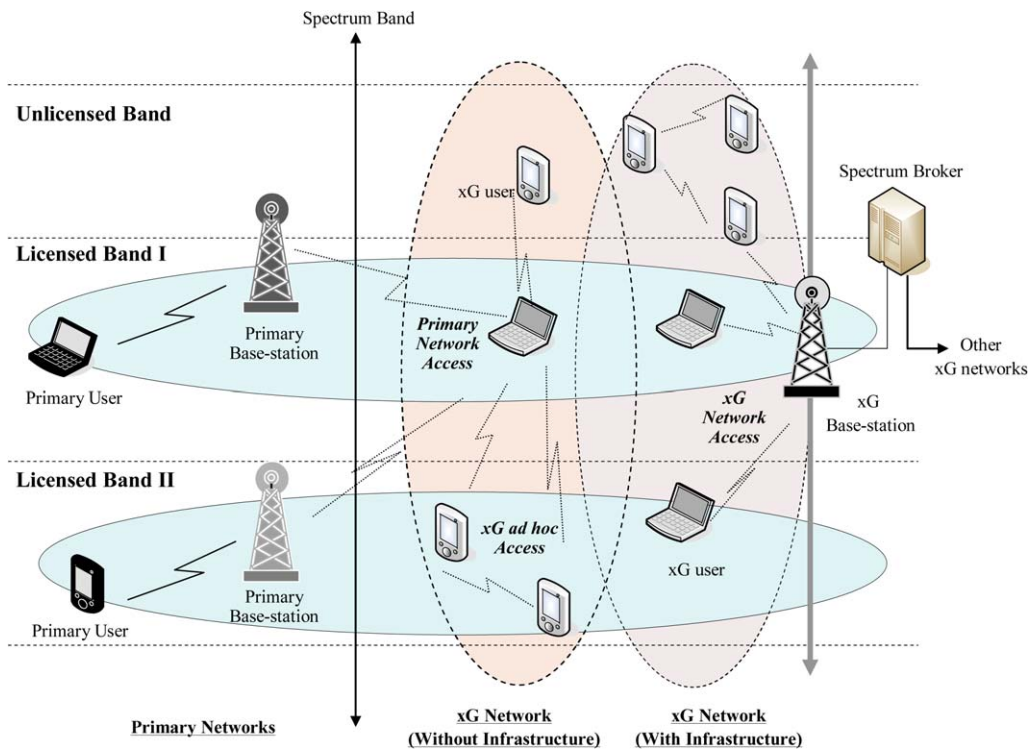 Spectrum Band
Unlicensed Band
xG user
Spectrum Broker
Licensed Band I
Primary
Base-station
Primary User
Primary
Network
Access
xG
Network
Access
xG
Base-station
Other
xG networks
Licensed Band II
Primary
Base-station
Primary User
xG ad hoc
Access
xG user
Primary Networks
xG Network
(Without Infrastructure)
xG Network
(With Infrastructure)